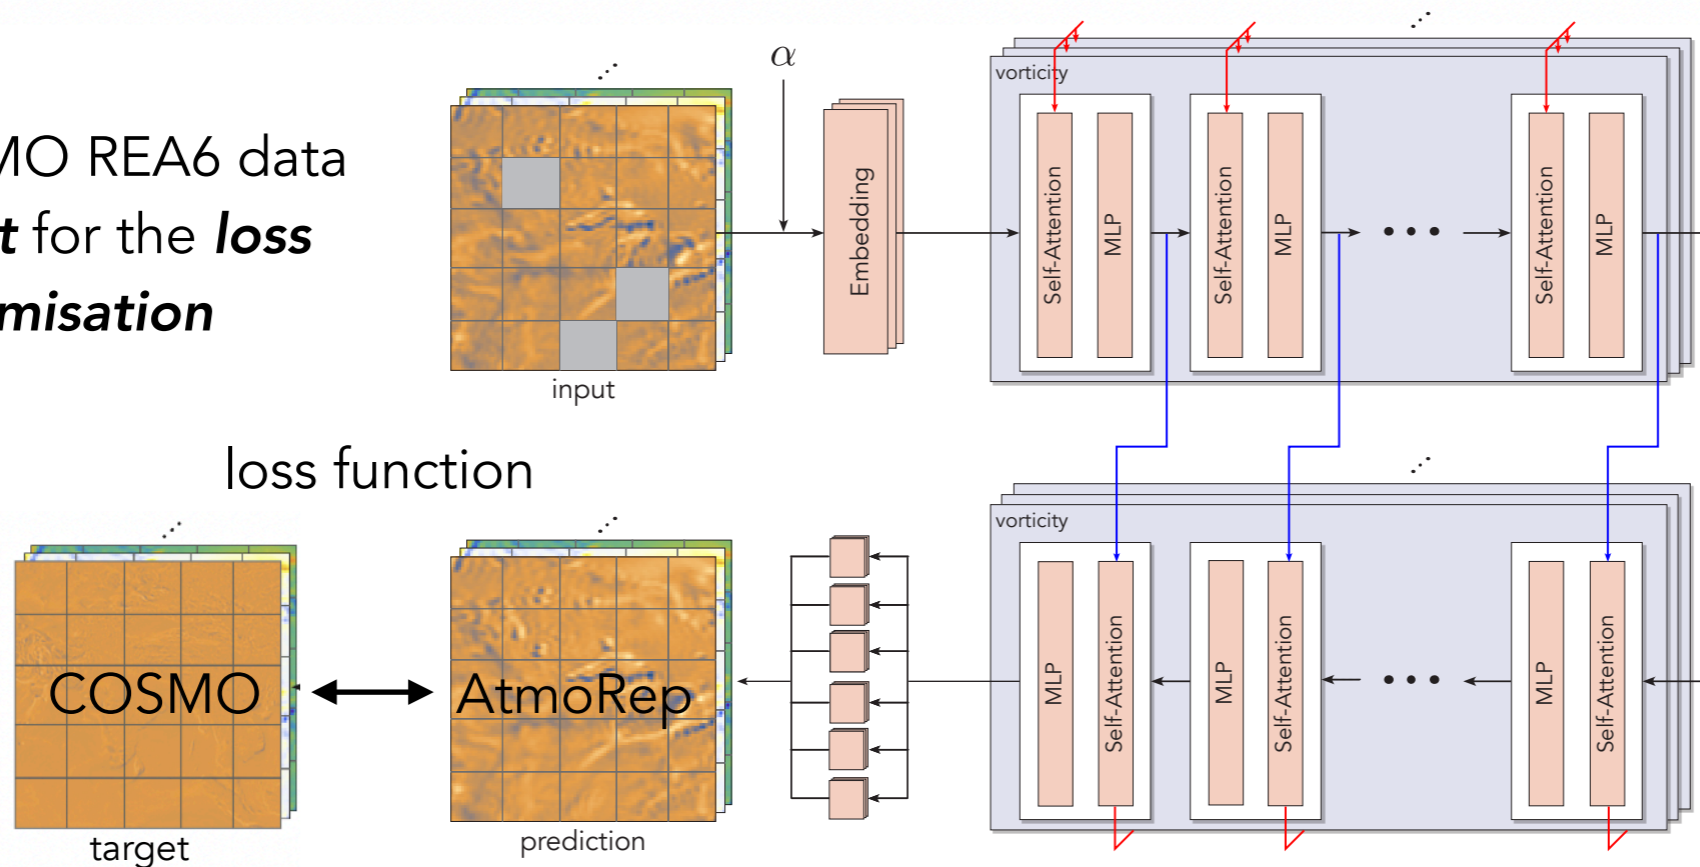 MO REA6 data
t for the loss
misation
α
input
Embedding
vorticity
Self-Attention
MLP
Self-Attention
MLP
Self-Attention
MLP
loss function
COSMO
target
AtmoRep
prediction
vorticity
MLP
Self-Attention
MLP
Self-Attention
MLP
Self-Attention